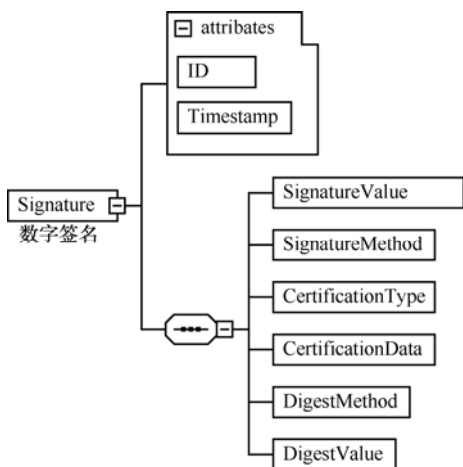 attribates
ID
Timestamp
Signature
数字签名
SignatureValue
SignatureMethod
CertificationType
CertificationData
DigestMethod
DigestValue